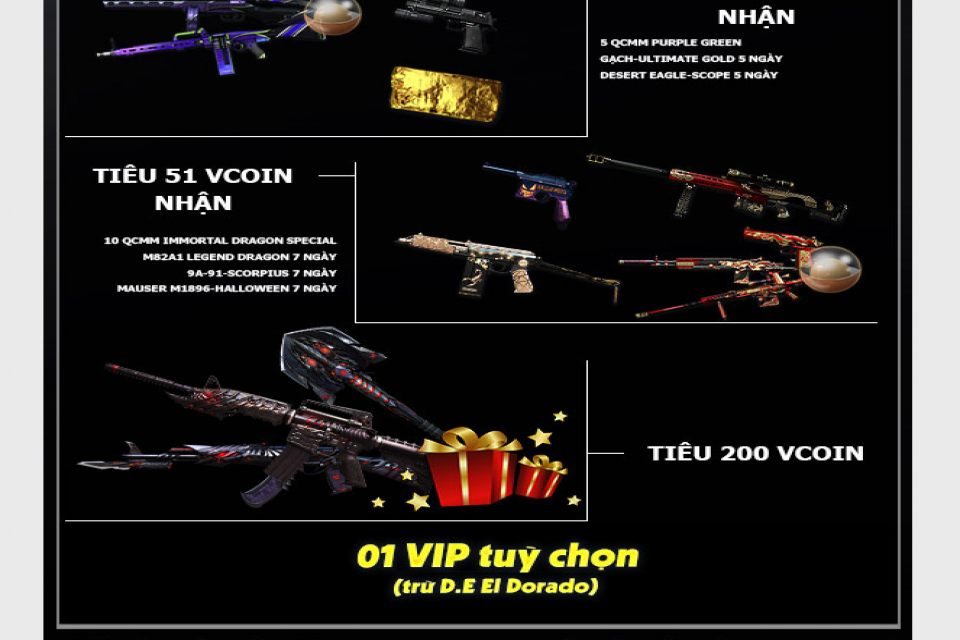 NHẬN
5 QCMM PURPLE GREEN
GẠCH-ULTIMATE GOLD 5 NGÀY
DESERT EAGLE-SCOPE 5 NGÀY
TIÊU 51 VCOIN
NHẬN
10 QCMM IMMORTAL DRAGON SPECIAL
M82A1 LEGEND DRAGON 7 NGÀY
9A-91-SCORPIUS 7 NGÀY
MAUSER M1896-HALLOWEEN 7 NGÀY
TIÊU 200 VCOIN
01 VIP tuỳ chọn
(trừ D.E El Dorado)